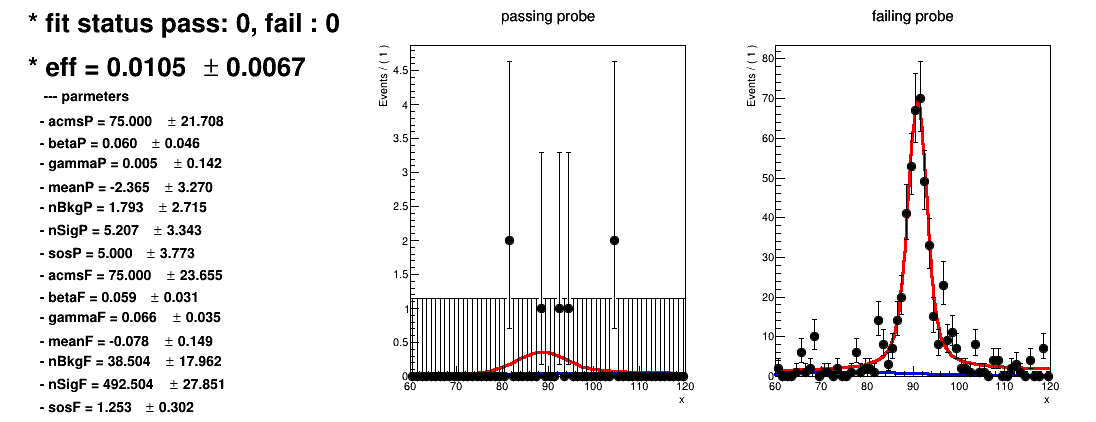 * fit status pass: 0, fail : 0
* eff = 0.0105 ± 0.0067
--- parmeters
- acmsP = 75.000 ± 21.708
- betaP = 0.060 ± 0.046
- gammaP = 0.005 ± 0.142
- meanP = -2.365 ± 3.270
- nBkgP = 1.793 ± 2.715
- nSigP = 5.207 ± 3.343
- sosP = 5.000 ± 3.773
- acmsF = 75.000 ± 23.655
- betaF = 0.059 ± 0.031
- gammaF = 0.066 ± 0.035
- meanF = -0.078 ± 0.149
- nBkgF = 38.504 ± 17.962
- nSigF = 492.504 ± 27.851
- sosF = 1.253 ± 0.302
passing probe
Events / ( 1 )
4.5
4
3.5
3
2.5
2
1.5
1
0.5
0
60 70 80 90 100 110 120
x
failing probe
Events / ( 1 )
80
70
60
50
40
30
20
10
0
60 70 80 90 100 110 120
x